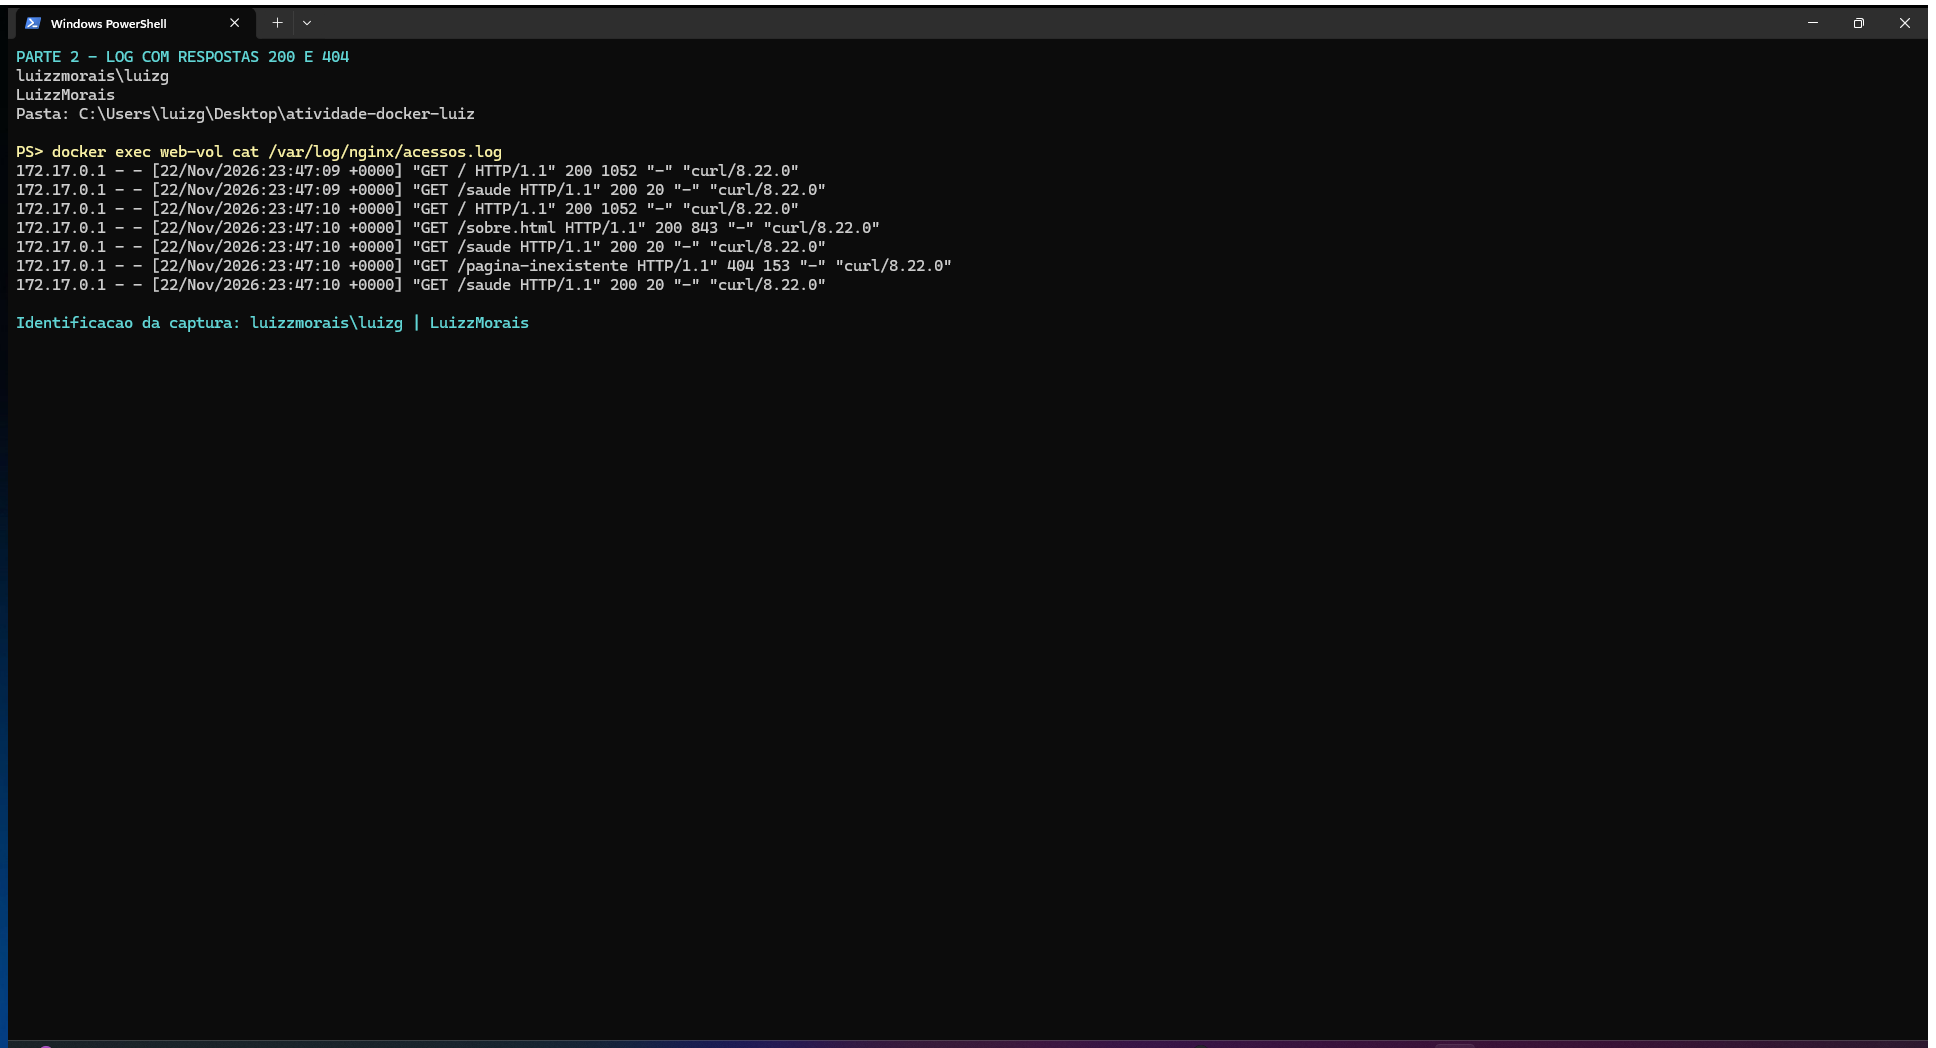 Windows PowerShell
PARTE 2 - LOG COM RESPOSTAS 200 E 404
luizzmorais\luizg
LuizzMorais
Pasta: C:\Users\luizg\Desktop\atividade-docker-luiz
PS> docker exec web-vol cat /var/log/nginx/acessos.log
172.17.0.1 - - [22/Nov/2026:23:47:09 +0000] "GET / HTTP/1.1" 200 1052 "-" "curl/8.22.0"
172.17.0.1 - - [22/Nov/2026:23:47:09 +0000] "GET /saude HTTP/1.1" 200 20 "-" "curl/8.22.0"
172.17.0.1 - - [22/Nov/2026:23:47:10 +0000] "GET / HTTP/1.1" 200 1052 "-" "curl/8.22.0"
172.17.0.1 - - [22/Nov/2026:23:47:10 +0000] "GET /sobre.html HTTP/1.1" 200 843 "-" "curl/8.22.0"
172.17.0.1 - - [22/Nov/2026:23:47:10 +0000] "GET /saude HTTP/1.1" 200 20 "-" "curl/8.22.0"
172.17.0.1 - - [22/Nov/2026:23:47:10 +0000] "GET /pagina-inexistente HTTP/1.1" 404 153 "-" "curl/8.22.0"
172.17.0.1 - - [22/Nov/2026:23:47:10 +0000] "GET /saude HTTP/1.1" 200 20 "-" "curl/8.22.0"
Identificacao da captura: luizzmorais\luizg | LuizzMorais